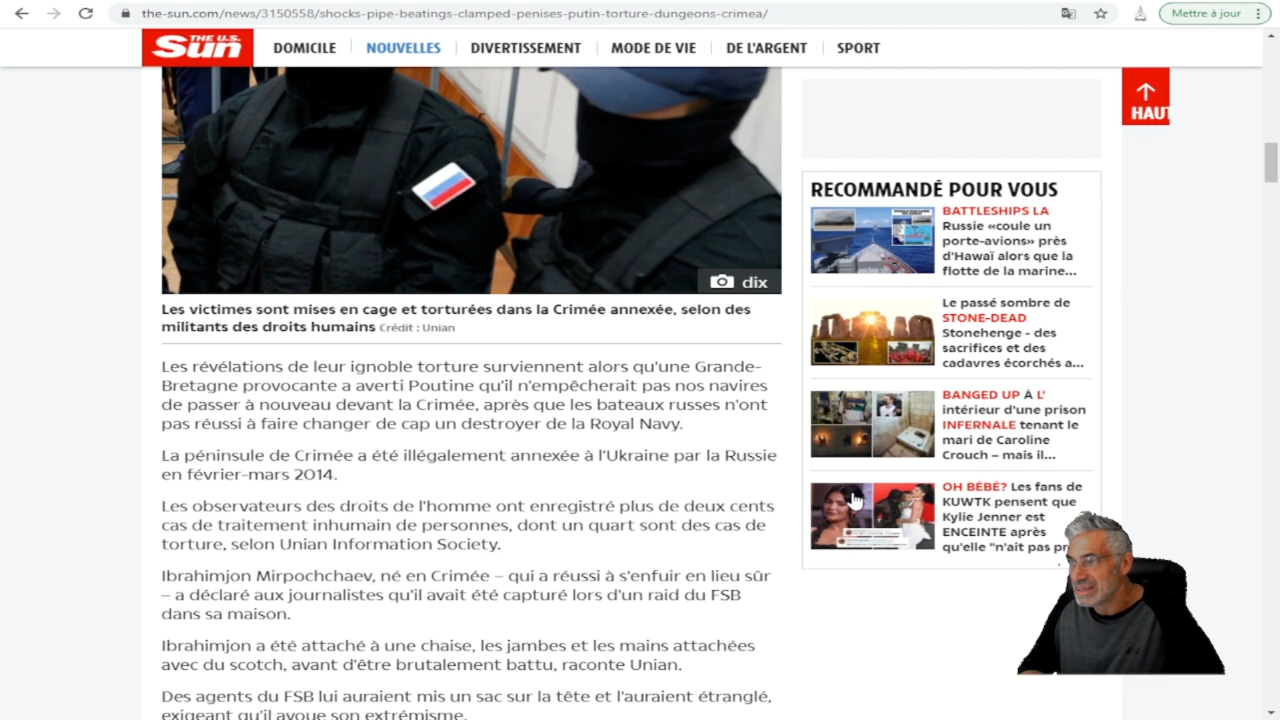 the-sun.com/news/3150558/shocks-pipe-beatings-clamped-penises-putin-torture-dungeons-crimea/
Mettre à jour
THE U.S.
Sun
DOMICILE
NOUVELLES
DIVERTISSEMENT
MODE DE VIE
DE L'ARGENT
SPORT
HAUT
dix
Les victimes sont mises en cage et torturées dans la Crimée annexée, selon des
militants des droits humains Crédit : Unian
Les révélations de leur ignoble torture surviennent alors qu'une Grande-
Bretagne provocante a averti Poutine qu'il n'empêcherait pas nos navires
de passer à nouveau devant la Crimée, après que les bateaux russes n'ont
pas réussi à faire changer de cap un destroyer de la Royal Navy.
La péninsule de Crimée a été illégalement annexée à l'Ukraine par la Russie
en février-mars 2014.
Les observateurs des droits de l'homme ont enregistré plus de deux cents
cas de traitement inhumain de personnes, dont un quart sont des cas de
torture, selon Unian Information Society.
Ibrahimjon Mirpochchaev, né en Crimée – qui a réussi à s'enfuir en lieu sûr
– a déclaré aux journalistes qu'il avait été capturé lors d'un raid du FSB
dans sa maison.
Ibrahimjon a été attaché à une chaise, les jambes et les mains attachées
avec du scotch, avant d'être brutalement battu, raconte Unian.
Des agents du FSB lui auraient mis un sac sur la tête et l'auraient étranglé,
exigeant qu'il avoue son extrémisme.
RECOMMANDÉ POUR VOUS
BATTLESHIPS LA
Russie «coule un
porte-avions» près
d'Hawaï alors que la
flotte de la marine...
Le passé sombre de
STONE-DEAD
Stonehenge - des
sacrifices et des
cadavres écorchés a...
BANGED UP À L'
intérieur d'une prison
INFERNALE tenant le
mari de Caroline
Crouch – mais il...
OH BÉBÉ? Les fans de
KUWTK pensent que
Kylie Jenner est
ENCEINTE après
qu'elle "n'ait pas